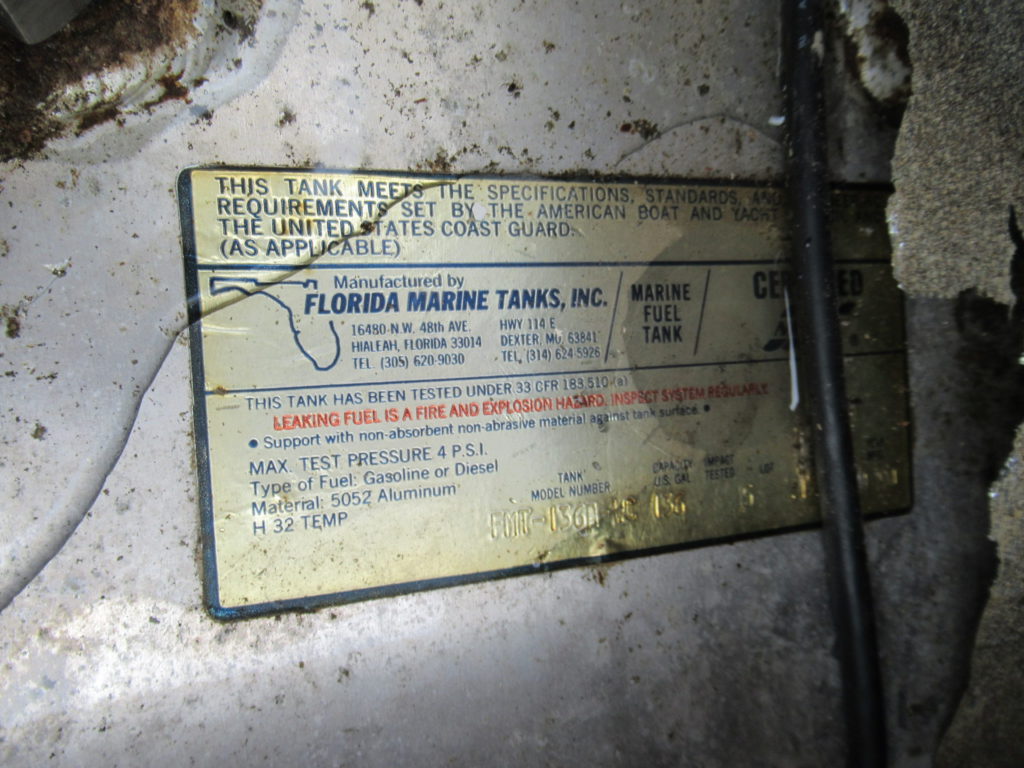 THIS TANK MEETS THE SPECIFICATIONS, STANDARDS, AND
REQUIREMENTS SET BY THE AMERICAN BOAT AND YACHT
THE UNITED STATES COAST GUARD.
(AS APPLICABLE)
Manufactured by
FLORIDA MARINE TANKS, INC.
16480 N.W. 48th AVE.
HIALEAH, FLORIDA 33014
TEL. (305) 620-9030
HWY 114 E
DEXTER, MO. 63841
TEL. (314) 624-5926
MARINE
FUEL
TANK
THIS TANK HAS BEEN TESTED UNDER 33 CFR 183.510 (a)
LEAKING FUEL IS A FIRE AND EXPLOSION HAZARD. INSPECT SYSTEM REGULARLY
• Support with non-absorbent non-abrasive material against tank surface. •
MAX. TEST PRESSURE 4 P.S.I.
Type of Fuel: Gasoline or Diesel
Material: 5052 Aluminum
H 32 TEMP
TANK
MODEL NUMBER
CAPACITY
U.S. GAL
IMPACT
TESTED
LOT
136